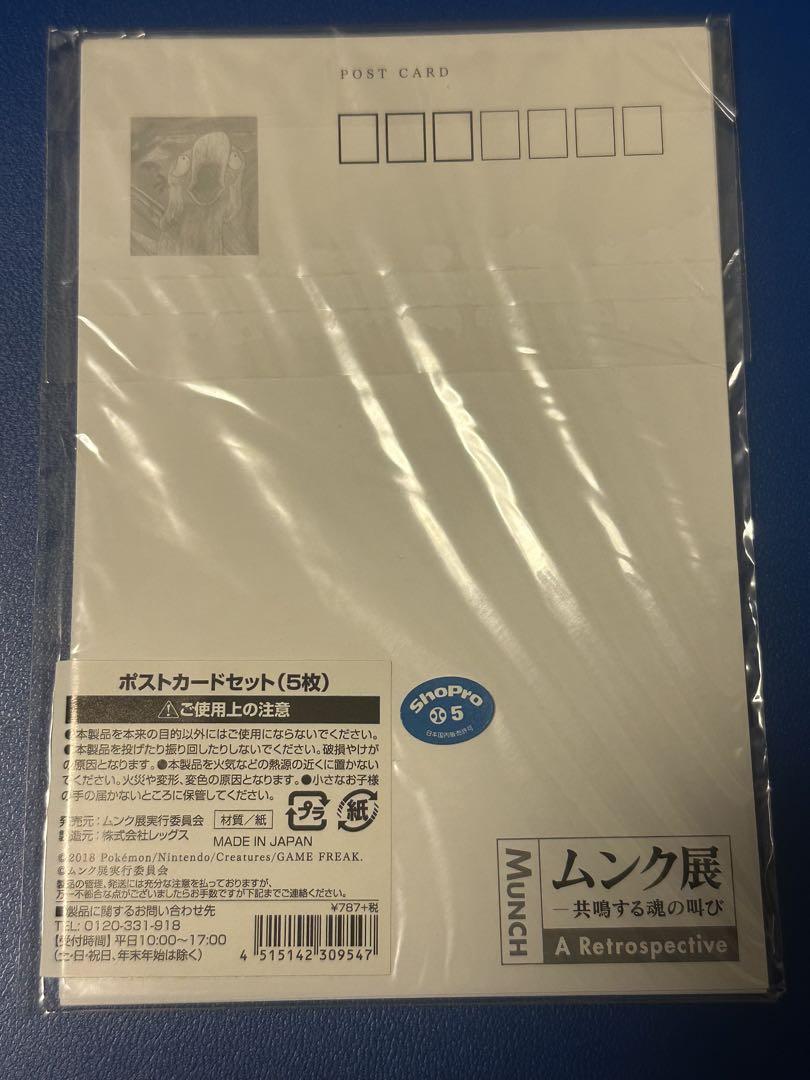 POST CARD
ポストカードセット(5枚)
⚠ご使用上の注意
●本製品を本来の目的以外にはご使用にならないでください。
●本製品を投げたり振り回したりしないでください。破損やけが
の原因となります。●本製品を火気などの熱源の近くに置かない
でください。火災や変形、変色の原因となります。●小さなお子様
の手の届かないところに保管してください。
発売元:ムンク展実行委員会
材質/紙
製造元:株式会社レッグス
プラ
紙
MADE IN JAPAN
©2018 Pokémon/Nintendo/Creatures/GAME FREAK.
©ムンク展実行委員会
製品の管理、発送には充分な注意を払っておりますが、
万一不都合な点がございましたらお手数ですが下記までご連絡ください。
■製品に関するお問い合わせ先
TEL: 0120-331-918
【受付時間】平日10:00〜17:00
(土・日・祝日、年末年始は除く)
¥787+税
4 515142 309547
ShoPro
5
日本国内販売許可
MUNCH
ムンク展
―共鳴する魂の叫び
A Retrospective